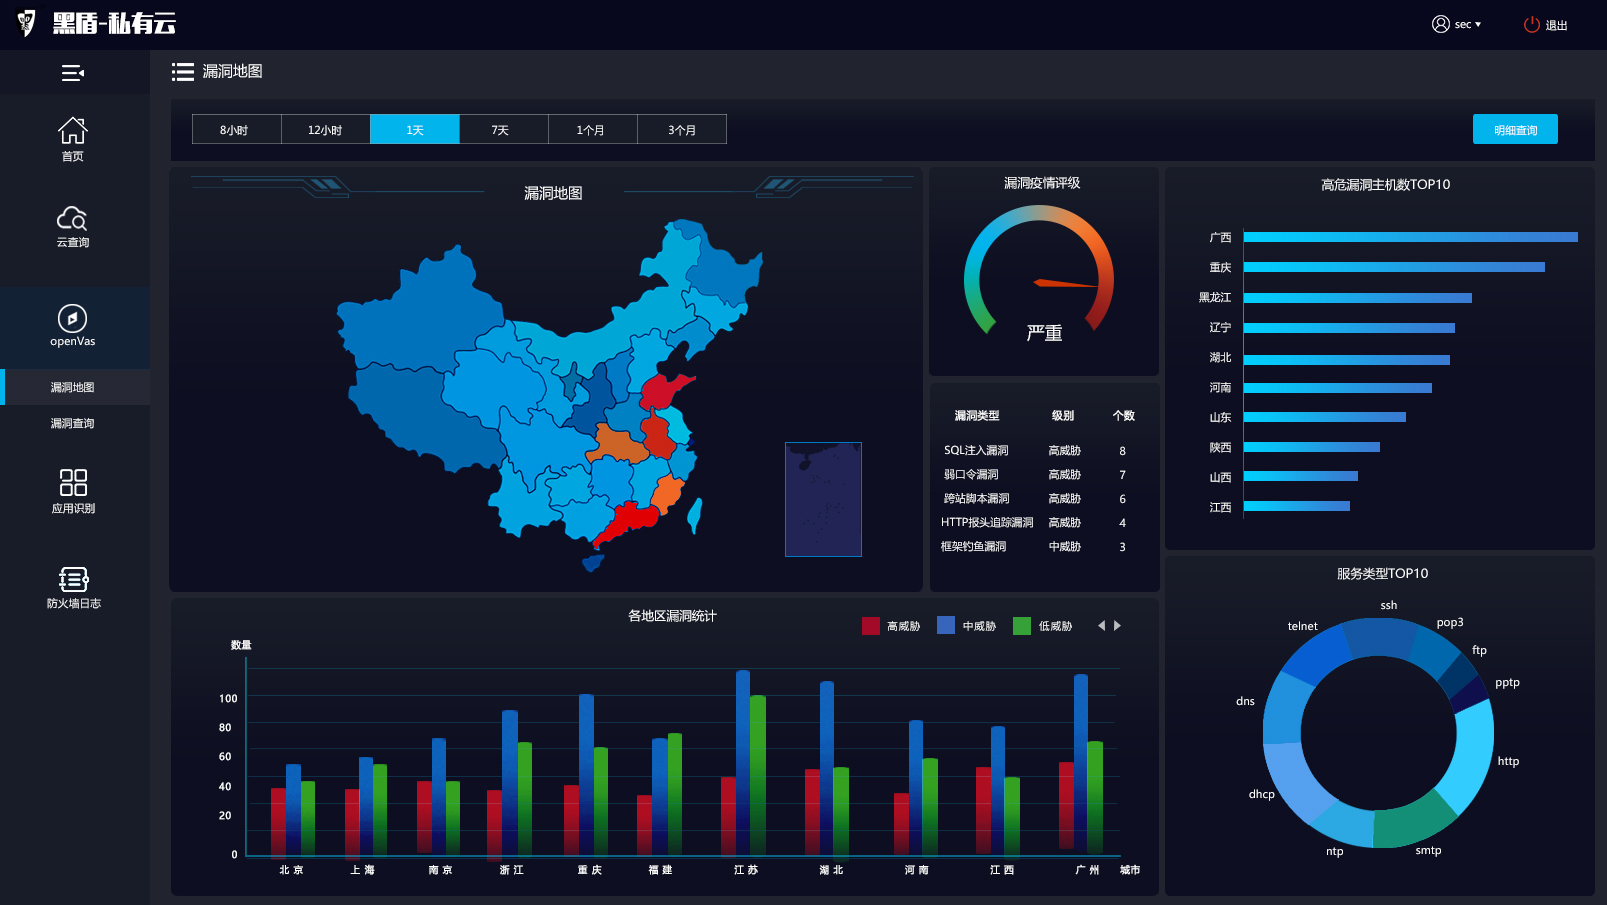 黑盾-私有云
sec
退出
漏洞地图
首页
云查询
openVas
漏洞地图
漏洞查询
应用识别
防火墙日志
8小时 12小时 1天 7天 1个月 3个月
明细查询
漏洞地图
漏洞疫情评级
严重
漏洞类型 级别 个数
SQL注入漏洞 高威胁 8
弱口令漏洞 高威胁 7
跨站脚本漏洞 高威胁 6
HTTP报头追踪漏洞 高威胁 4
框架钓鱼漏洞 中威胁 3
高危漏洞主机数TOP10
广西
重庆
黑龙江
辽宁
湖北
河南
山东
陕西
山西
江西
各地区漏洞统计
高威胁 中威胁 低威胁
数量
100
80
60
40
20
0
北京 上海 南京 浙江 重庆 福建 江苏 湖北 河南 江西 广州 城市
服务类型TOP10
ssh
pop3
telnet
ftp
pptp
dns
http
dhcp
smtp
ntp